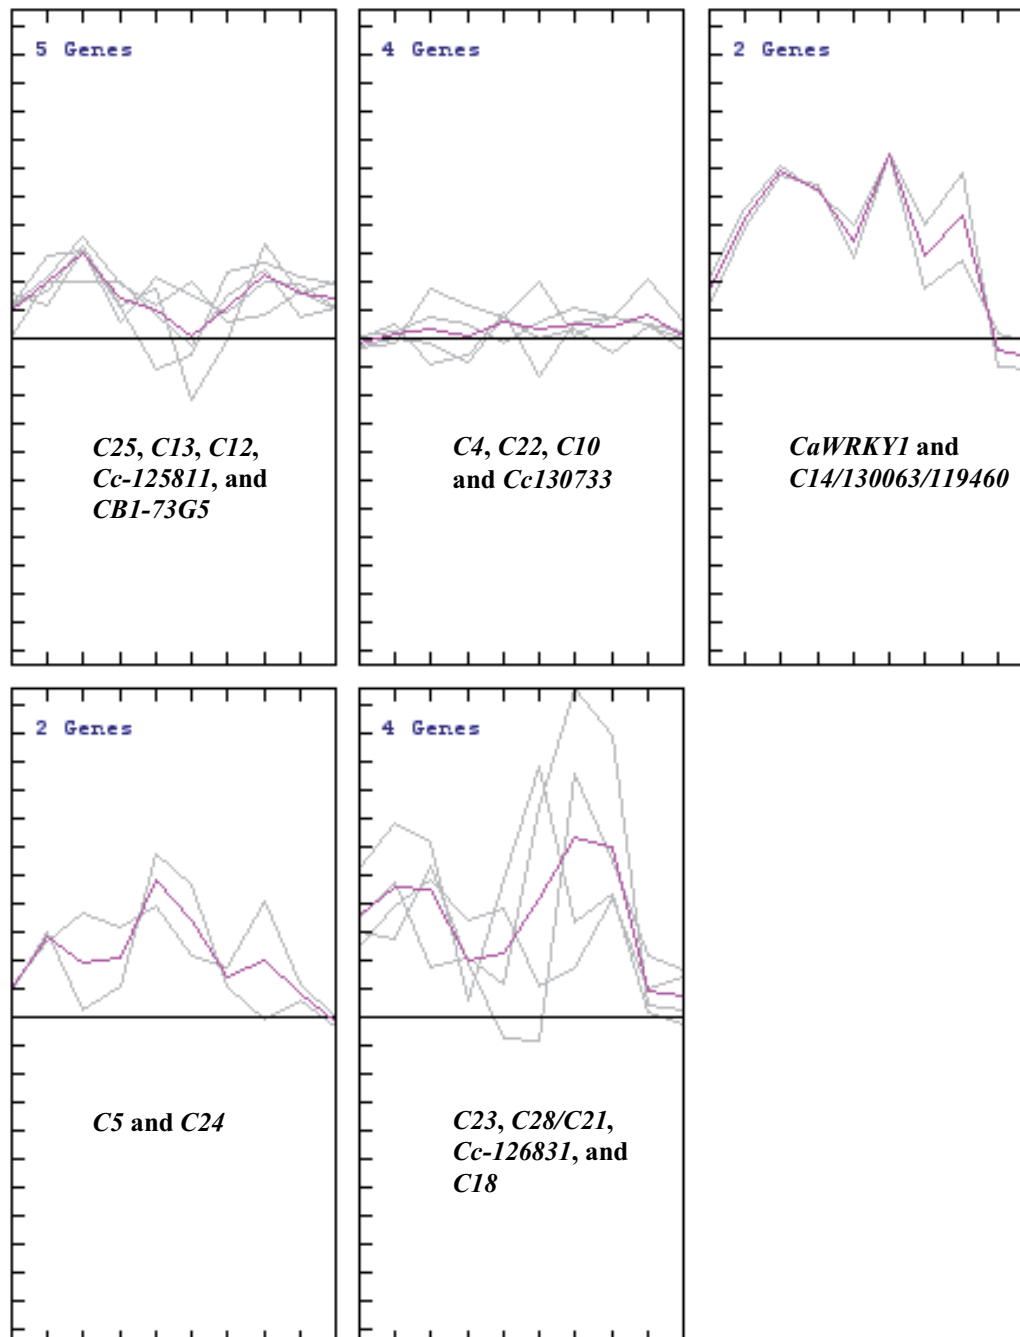 5 Genes
C25, C13, C12,
Cc-125811, and
CB1-73G5
4 Genes
C4, C22, C10
and Cc130733
2 Genes
CaWRKY1 and
C14/130063/119460
2 Genes
C5 and C24
4 Genes
C23, C28/C21,
Cc-126831, and
C18